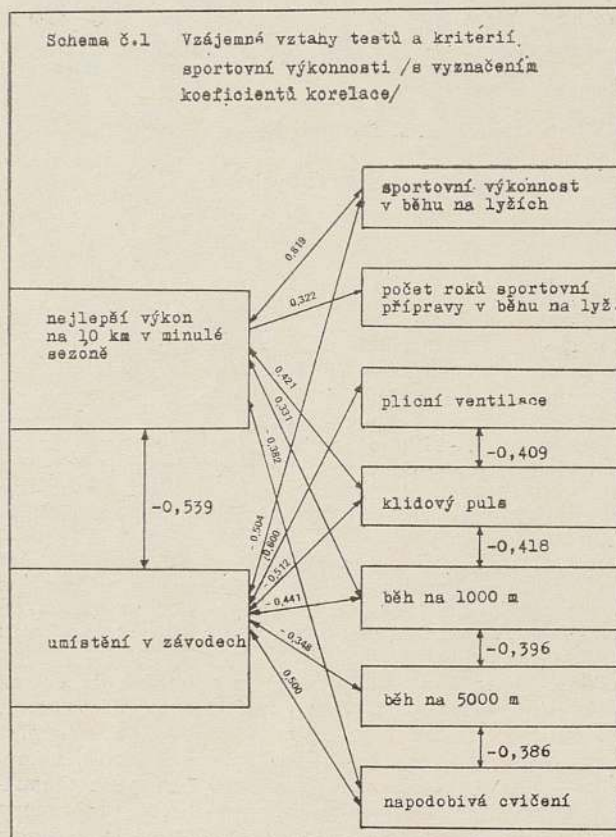 Schema č.1 Vzájemné vztahy testů a kritérií
sportovní výkonnosti /s vyznačením
koeficientů korelace/
sportovní výkonnost
v běhu na lyžích
0,819
počet roků sportovní
přípravy v běhu na lyž.
0,322
nejlepší výkon
na 10 km v minulé
sezoně
0,421
0,331
- 0,382
plicní ventilace
-0,409
-0,539
klidový puls
-0,418
- 0,504
0,600
- 0,512
- 0,441
běh na 1000 m
umístění v závodech
- 0,348
-0,396
0,500
běh na 5000 m
-0,386
napodobivá cvičení